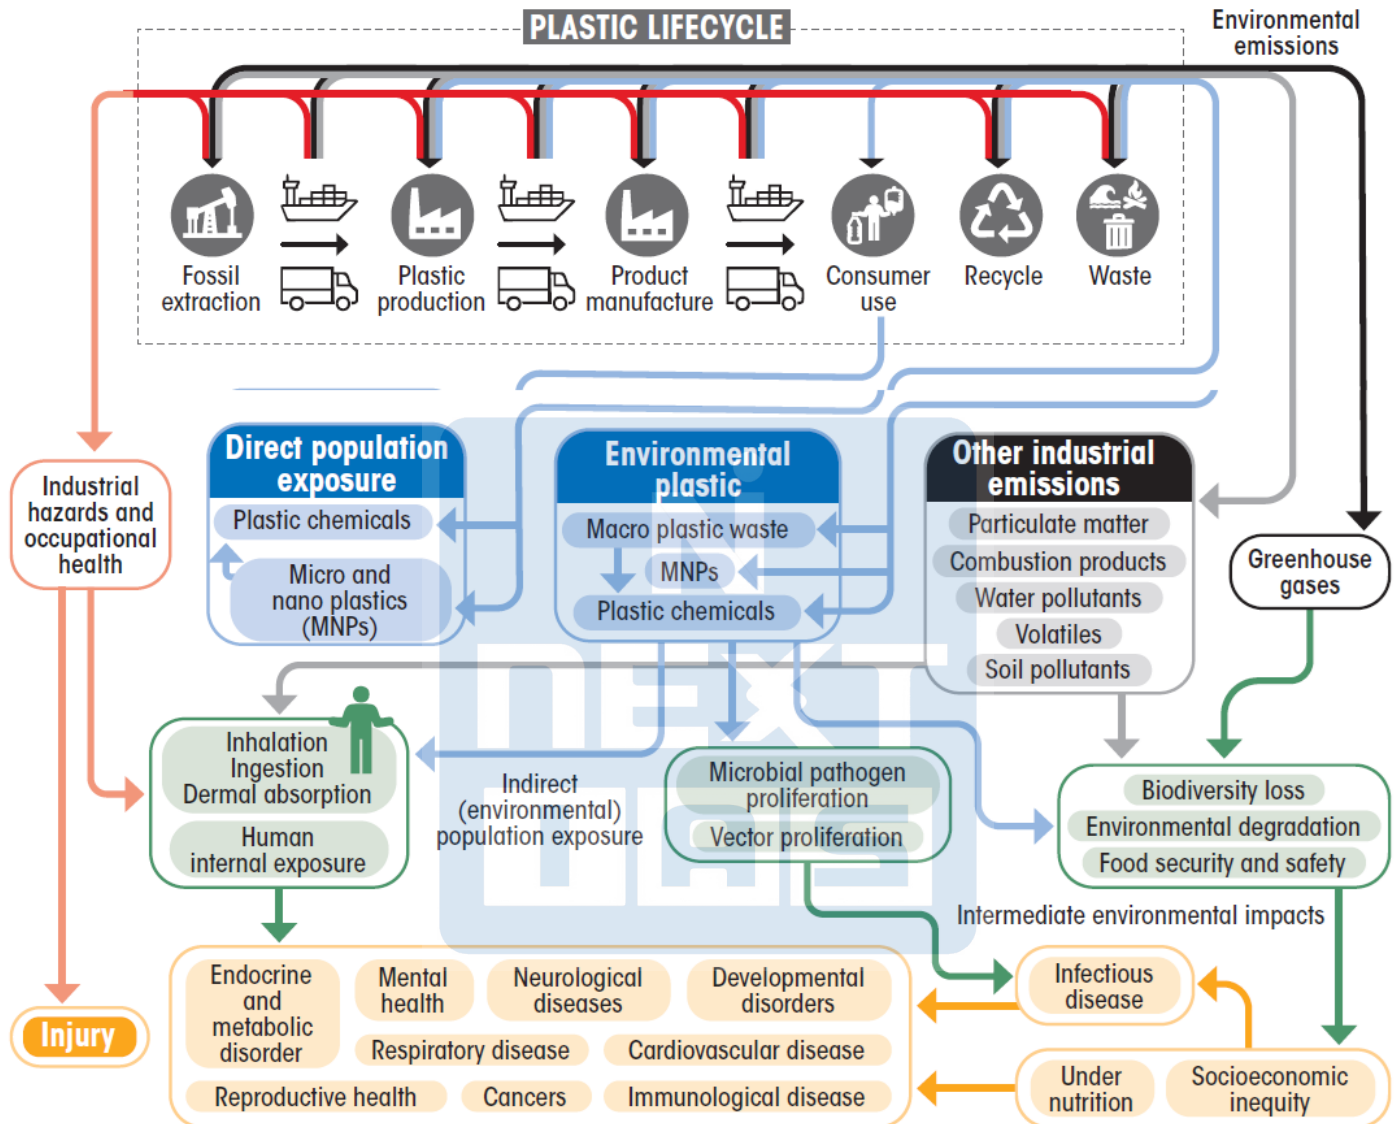 PLASTIC LIFECYCLE
Environmental
emissions
Fossil
extraction
Plastic
production
Product
manufacture
Consumer
use
Recycle
Waste
Industrial
hazards and
occupational
health
Direct population
exposure
Plastic chemicals
Micro and
nano plastics
(MNPs)
Environmental
plastic
Macro plastic waste
MNPs
Plastic chemicals
Other industrial
emissions
Particulate matter
Combustion products
Water pollutants
Volatiles
Soil pollutants
Greenhouse
gases
NEXT
IAS
Inhalation
Ingestion
Dermal absorption
Human
internal exposure
Indirect
(environmental)
population exposure
Microbial pathogen
proliferation
Vector proliferation
Biodiversity loss
Environmental degradation
Food security and safety
Intermediate environmental impacts
Injury
Endocrine
and
metabolic
disorder
Mental
health
Neurological
diseases
Developmental
disorders
Respiratory disease
Cardiovascular disease
Reproductive health
Cancers
Immunological disease
Infectious
disease
Under
nutrition
Socioeconomic
inequity